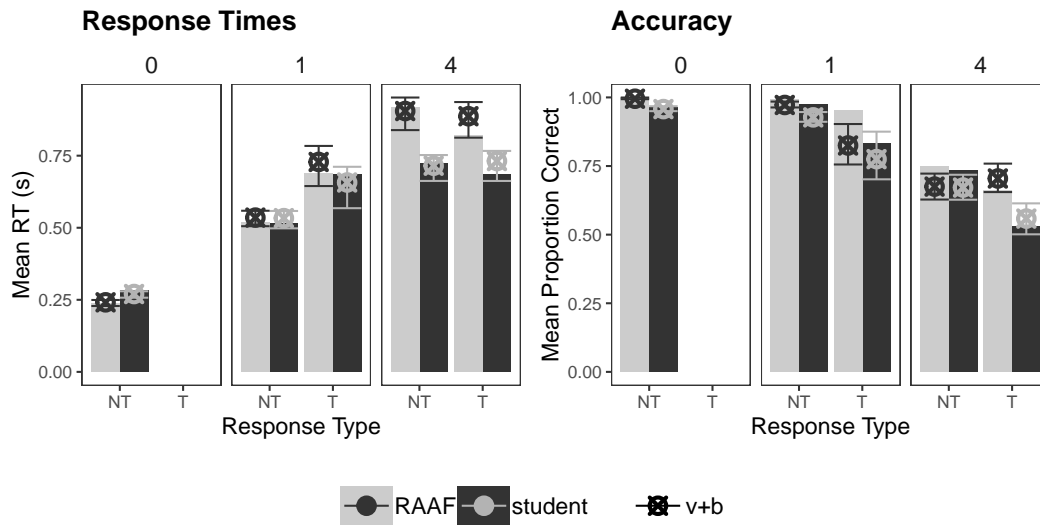 Response Times
Accuracy
0 1 4
0 1 4
Mean RT (s)
0.75
0.50
0.25
0.00
NT T NT T NT T
Response Type
Mean Proportion Correct
1.00
0.75
0.50
0.25
0.00
NT T NT T NT T
Response Type
RAAF student v+b